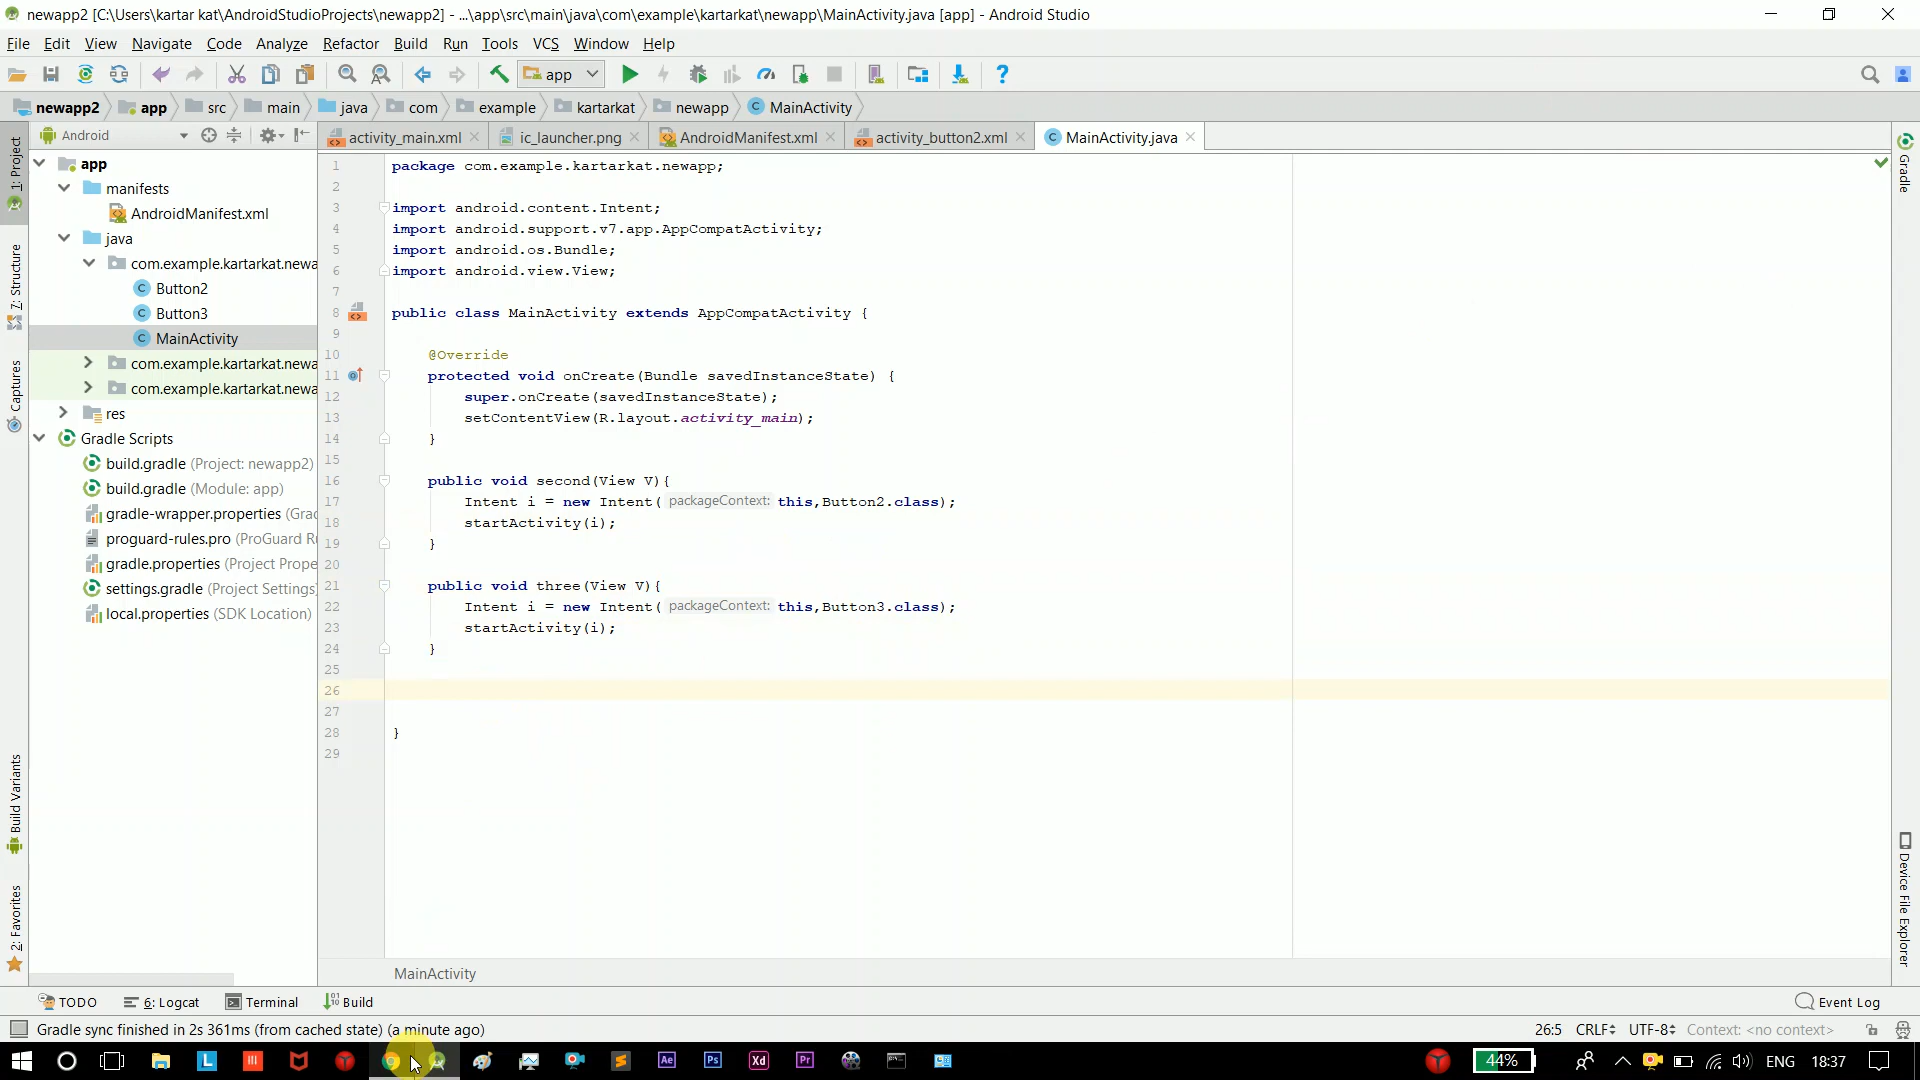 newapp2 [C:\Users\kartar kat\AndroidStudioProjects\newapp2] - ...\app\src\main\java\com\example\kartarkat\newapp\MainActivity.java [app] - Android Studio
File Edit View Navigate Code Analyze Refactor Build Run Tools VCS Window Help
app
newapp2 app src main java com example kartarkat newapp MainActivity
Android
activity_main.xml ic_launcher.png AndroidManifest.xml activity_button2.xml MainActivity.java
1: Project
7: Structure
Captures
Build Variants
2: Favorites
app
manifests
AndroidManifest.xml
java
com.example.kartarkat.newa
Button2
Button3
MainActivity
com.example.kartarkat.newa
com.example.kartarkat.newa
res
Gradle Scripts
build.gradle (Project: newapp2)
build.gradle (Module: app)
gradle-wrapper.properties (Grad
proguard-rules.pro (ProGuard Ru
gradle.properties (Project Prope
settings.gradle (Project Settings
local.properties (SDK Location)
1 package com.example.kartarkat.newapp;
2
3 import android.content.Intent;
4 import android.support.v7.app.AppCompatActivity;
5 import android.os.Bundle;
6 import android.view.View;
7
8 public class MainActivity extends AppCompatActivity {
9
10 @Override
11 protected void onCreate(Bundle savedInstanceState) {
12 super.onCreate(savedInstanceState);
13 setContentView(R.layout.activity_main);
14 }
15
16 public void second(View V){
17 Intent i = new Intent( packageContext: this,Button2.class);
18 startActivity(i);
19 }
20
21 public void three(View V){
22 Intent i = new Intent( packageContext: this,Button3.class);
23 startActivity(i);
24 }
25
26
27
28 }
29
Gradle
Device File Explorer
MainActivity
TODO 6: Logcat Terminal Build Event Log
Gradle sync finished in 2s 361ms (from cached state) (a minute ago) 26:5 CRLF UTF-8 Context: <no context>
L Ae Ps Xd Pr 44% ENG 18:37